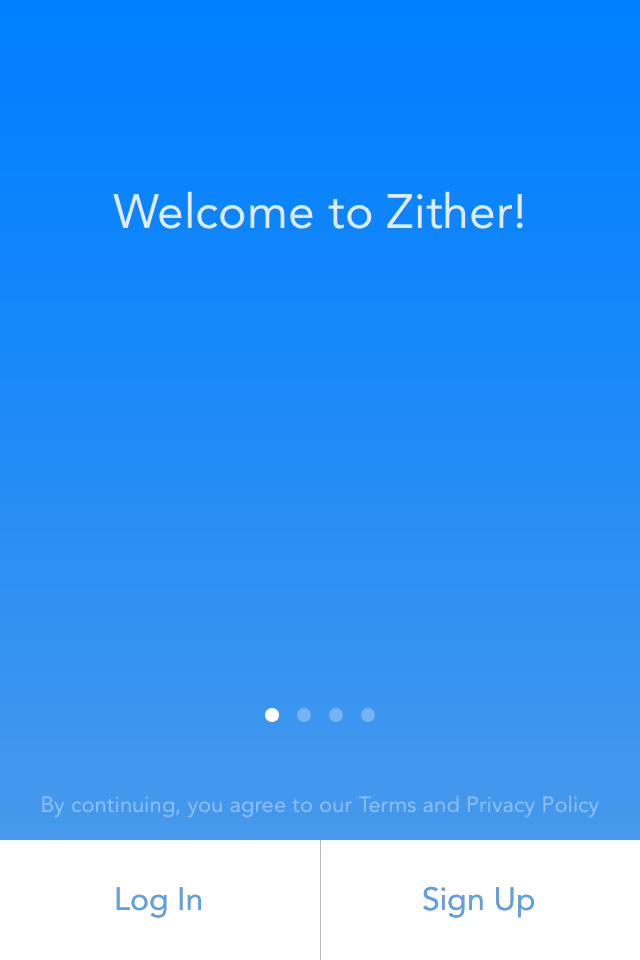 Welcome to Zither!
By continuing, you agree to our Terms and Privacy Policy
Log In
Sign Up